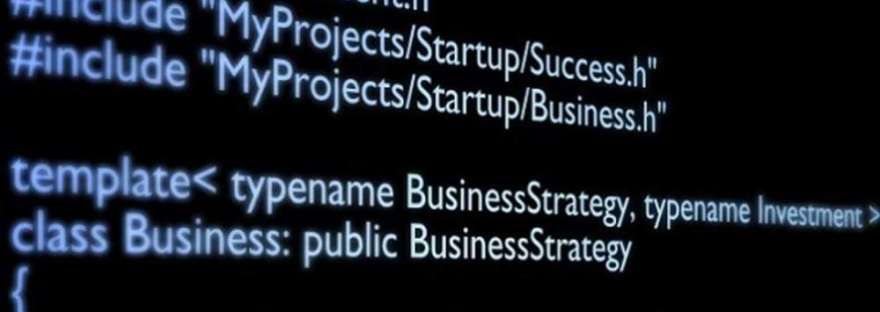 #include "MyProjects/Startup/Success.h"
#include "MyProjects/Startup/Business.h"
template< typename BusinessStrategy, typename Investment >
class Business: public BusinessStrategy
{